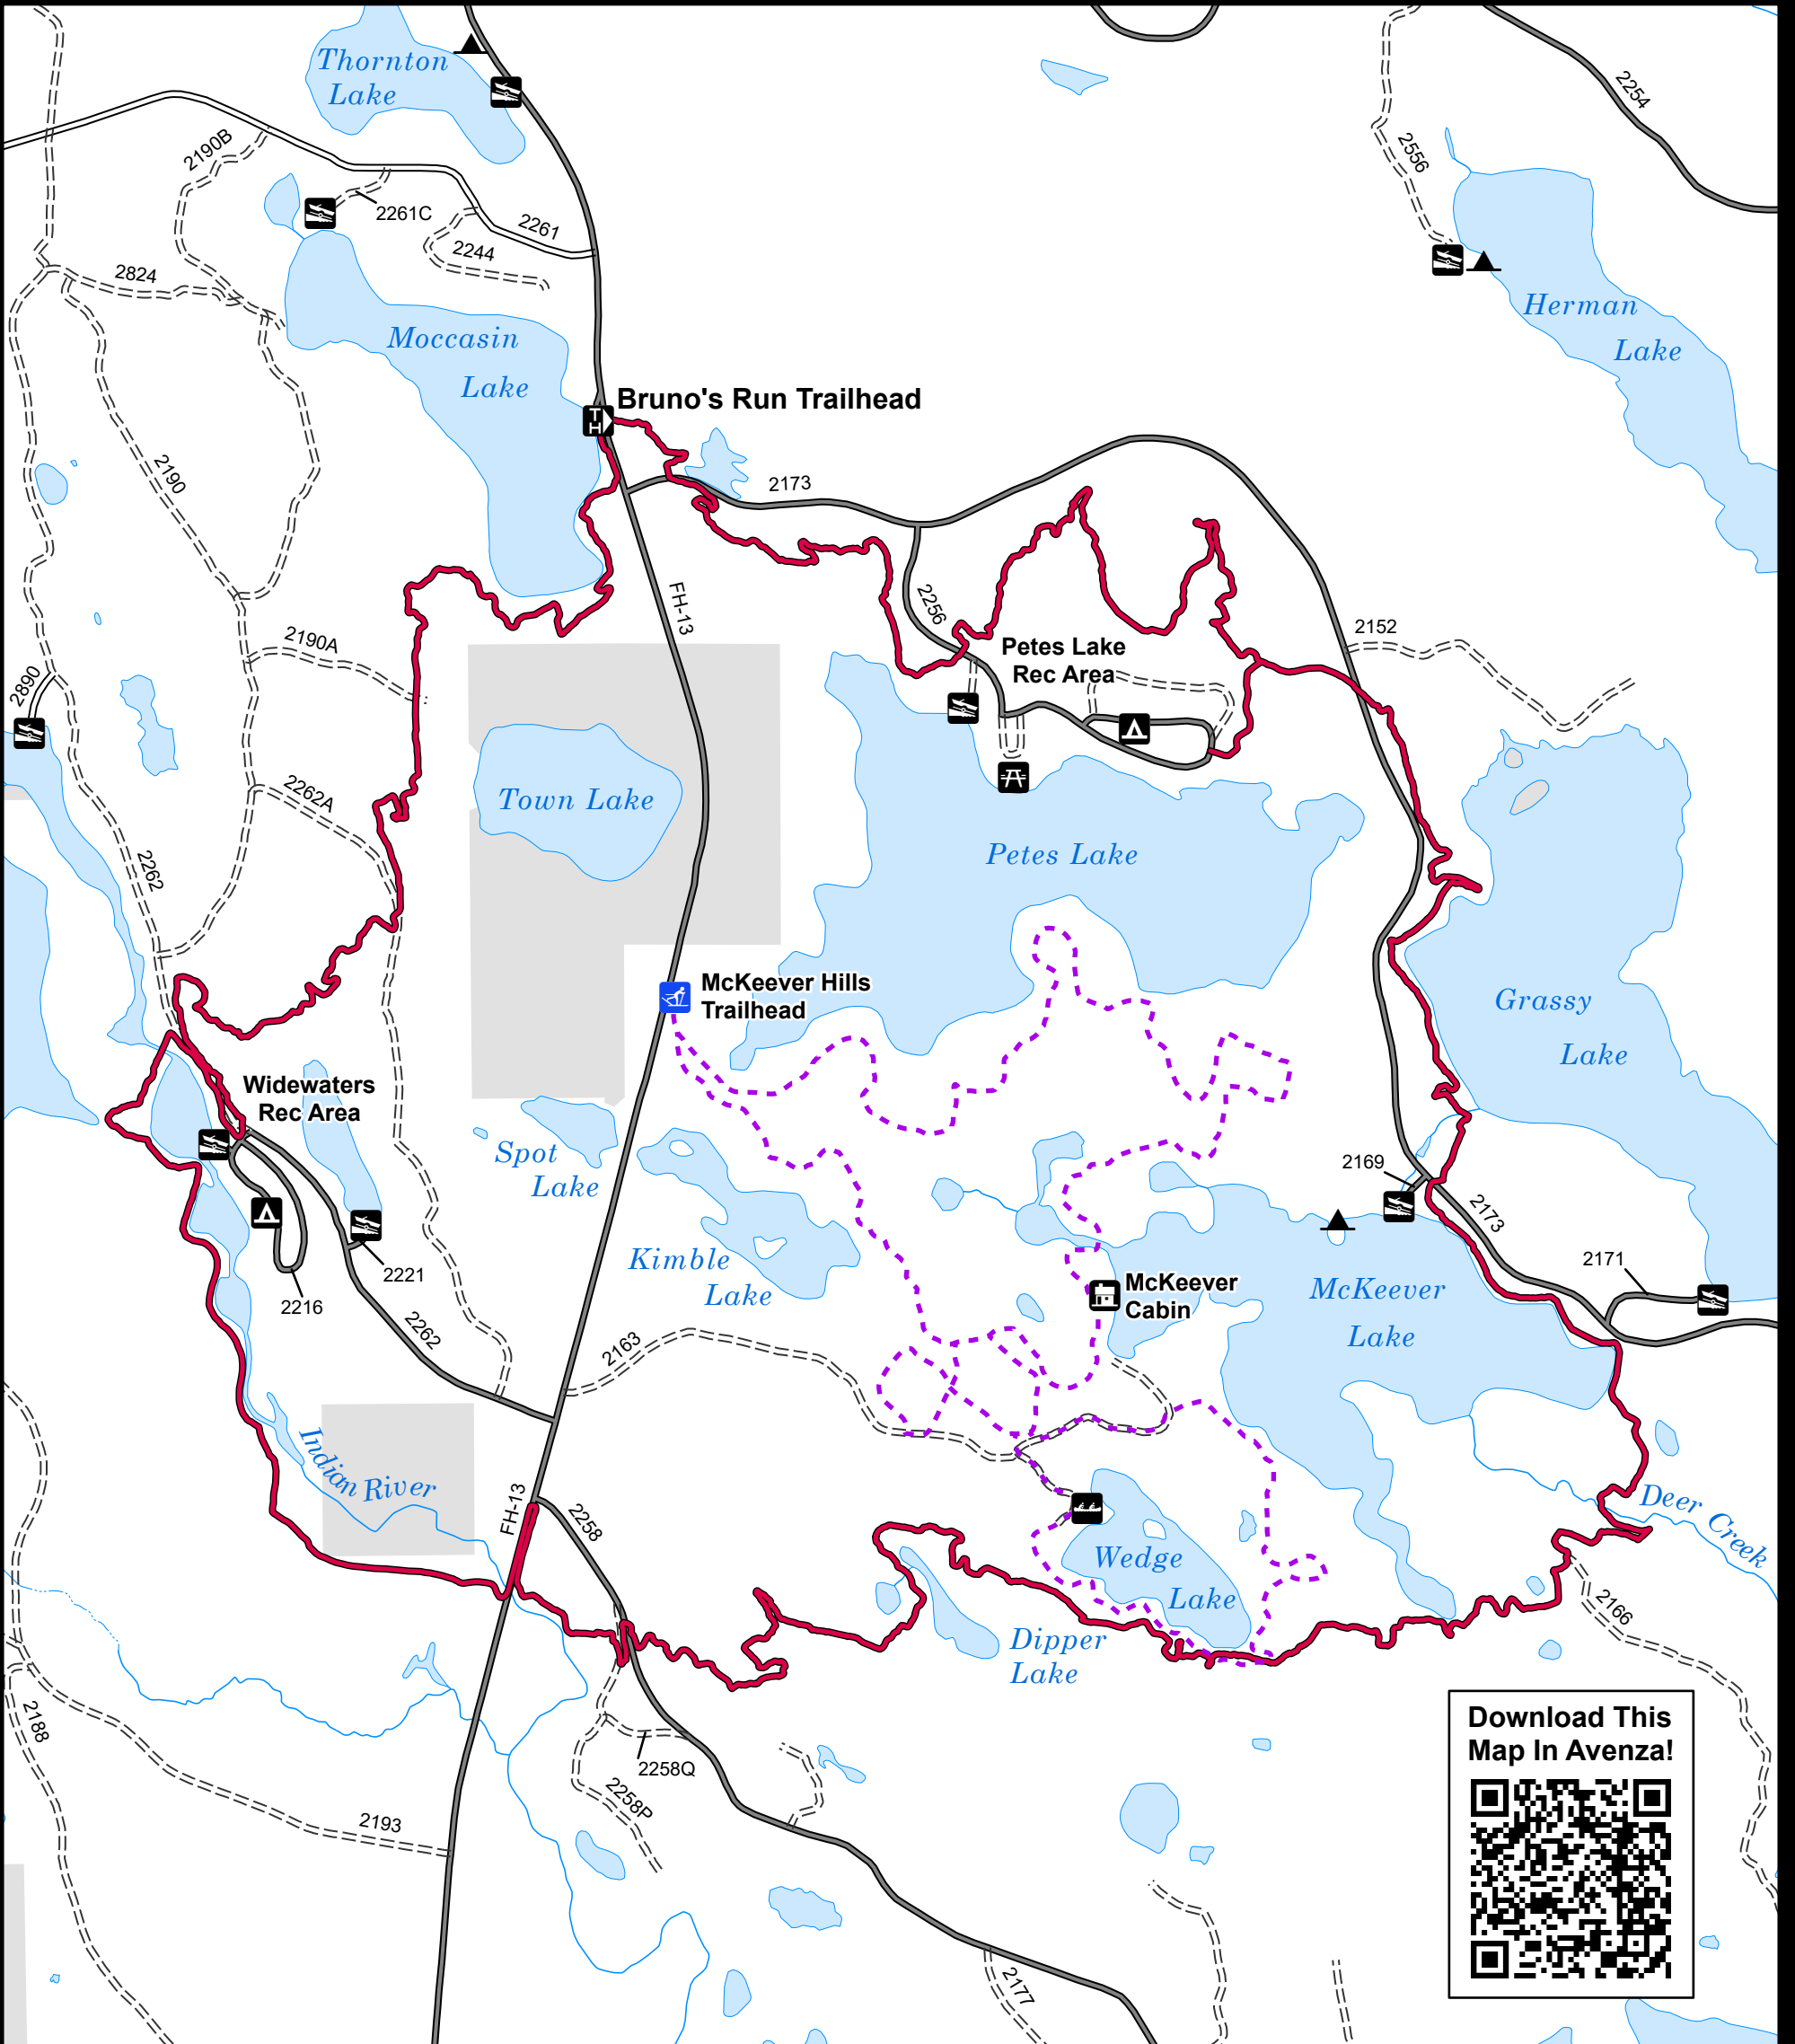 Thornton
Lake
2254
2190B
2556
2261C
2261
2244
2824
Herman
Lake
Moccasin
Lake
Bruno's Run Trailhead
T
H
2190
2173
FH-13
2256
2190A
Petes Lake
Rec Area
2152
2890
2262A
Town Lake
Petes Lake
2262
McKeever Hills
Trailhead
Grassy
Lake
Widewaters
Rec Area
Spot
Lake
2169
2173
Kimble
Lake
2221
2216
2171
McKeever
Cabin
McKeever
Lake
2262
2163
Indian River
FH-13
2258
Deer Creek
Wedge
Lake
2166
Dipper
Lake
2188
2258Q
2258P
2193
2177
Download This
Map In Avenza!